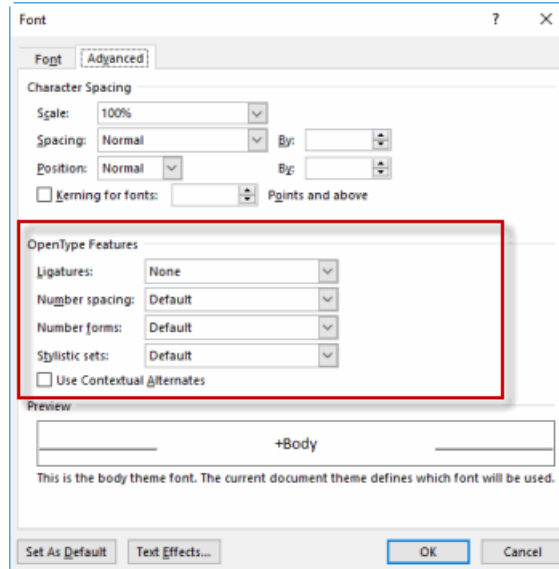 Font ? X
Font Advanced
Character Spacing
Scale: 100%
Spacing: Normal By:
Position: Normal By:
Kerning for fonts: Points and above
OpenType Features
Ligatures: None
Number spacing: Default
Number forms: Default
Stylistic sets: Default
Use Contextual Alternates
Preview
+Body
This is the body theme font. The current document theme defines which font will be used.
Set As Default Text Effects... OK Cancel